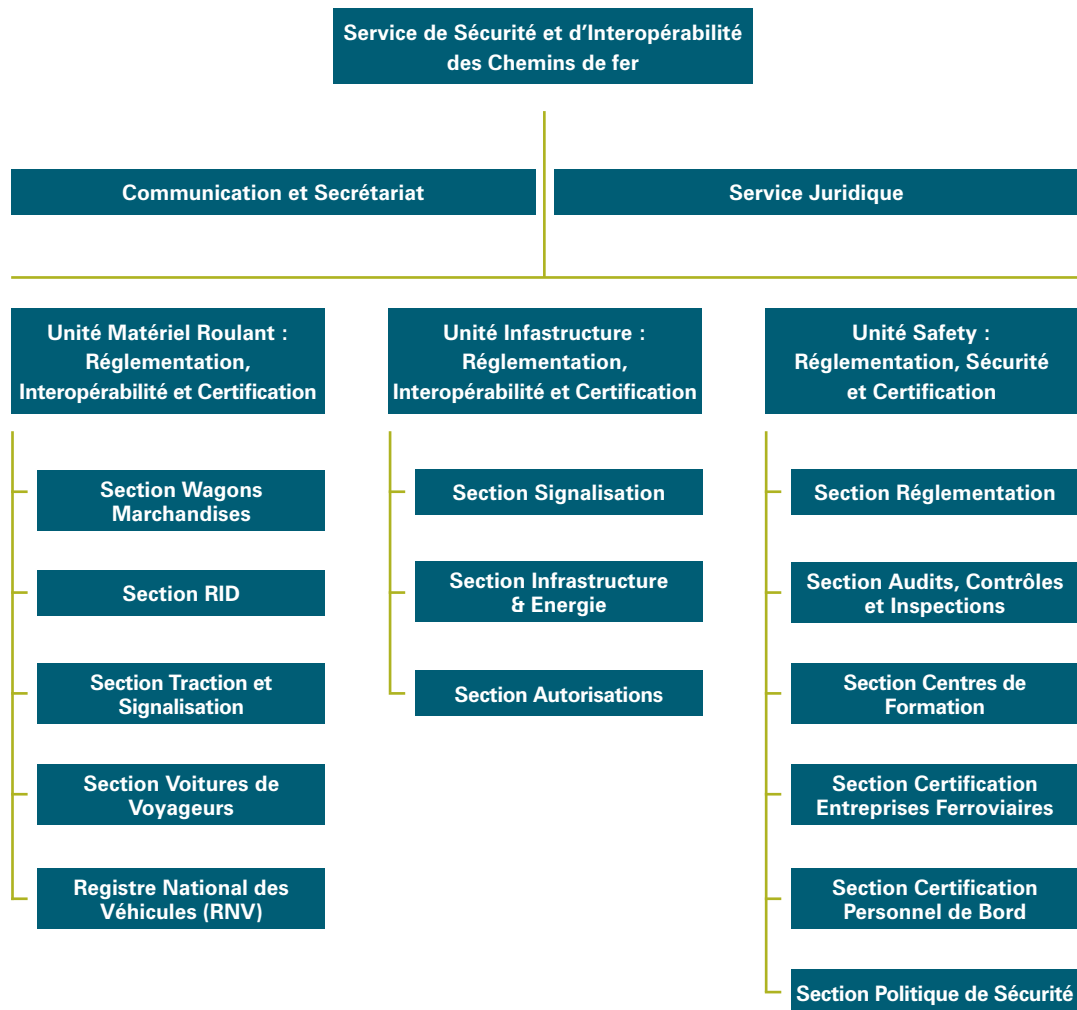 Service de Sécurité et d'Interopérabilité
des Chemins de fer
Communication et Secrétariat
Service Juridique
Unité Matériel Roulant :
Réglementation,
Interopérabilité et Certification
Unité Infastructure :
Réglementation,
Interopérabilité et Certification
Unité Safety :
Réglementation, Sécurité
et Certification
Section Wagons
Marchandises
Section RID
Section Traction et
Signalisation
Section Voitures de
Voyageurs
Registre National des
Véhicules (RNV)
Section Signalisation
Section Infrastructure
& Energie
Section Autorisations
Section Réglementation
Section Audits, Contrôles
et Inspections
Section Centres de
Formation
Section Certification
Entreprises Ferroviaires
Section Certification
Personnel de Bord
Section Politique de Sécurité